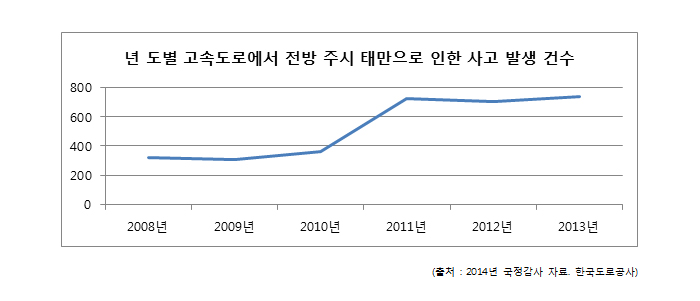 년 도별 고속도로에서 전방 주시 태만으로 인한 사고 발생 건수
800
600
400
200
0
2008년 2009년 2010년 2011년 2012년 2013년
(출처 : 2014년 국정감사 자료. 한국도로공사)